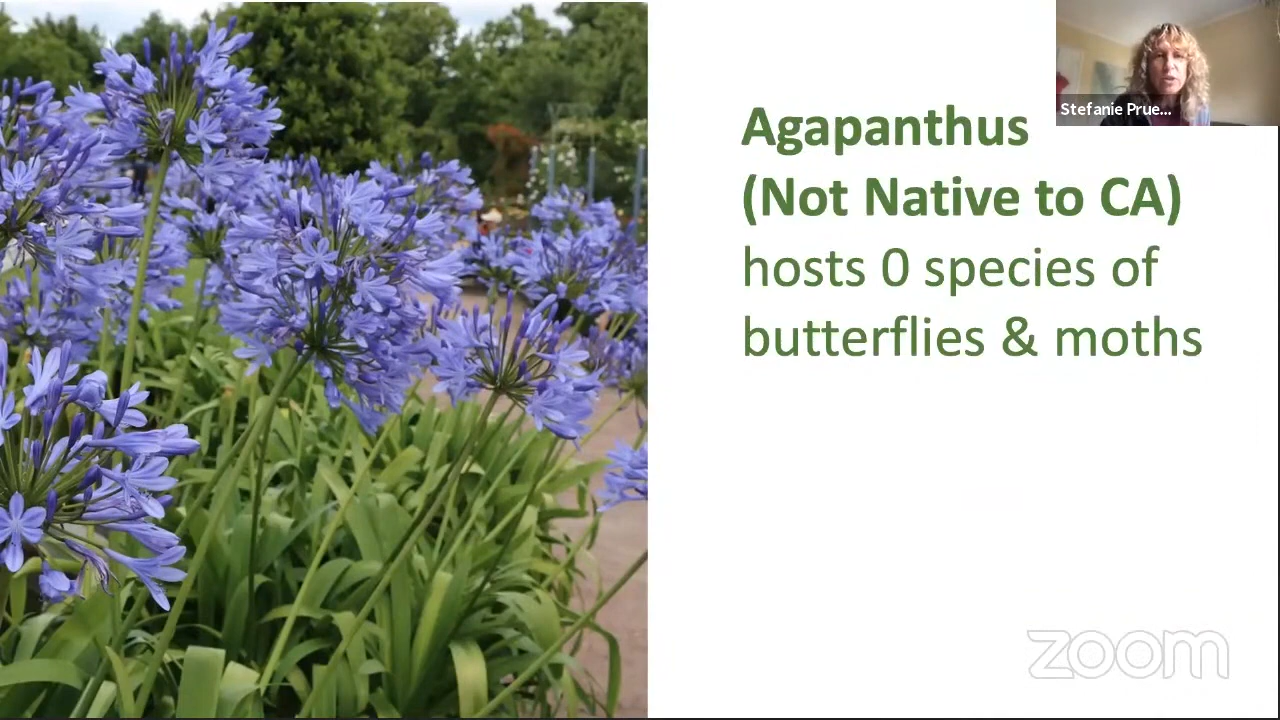 Stefanie Prue...
Agapanthus
(Not Native to CA)
hosts 0 species of
butterflies & moths
zoom